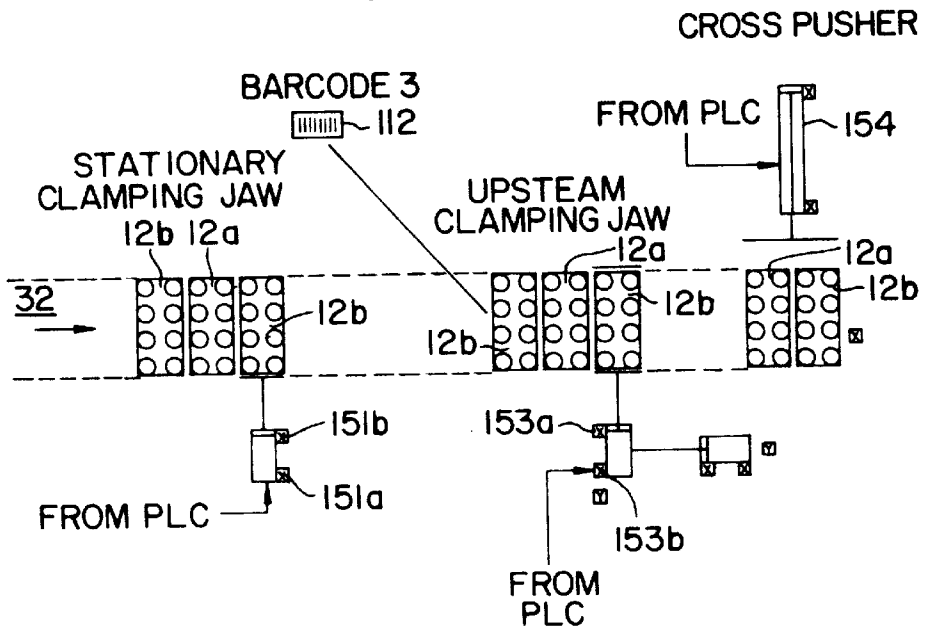 CROSS PUSHER
BARCODE 3
112
FROM PLC
154
STATIONARY
CLAMPING JAW
UPSTEAM
CLAMPING JAW
12b 12a
12a
12a
32
12b
12b
12b
12b
151b
151a
FROM PLC
153a
153b
Y
Y
FROM
PLC